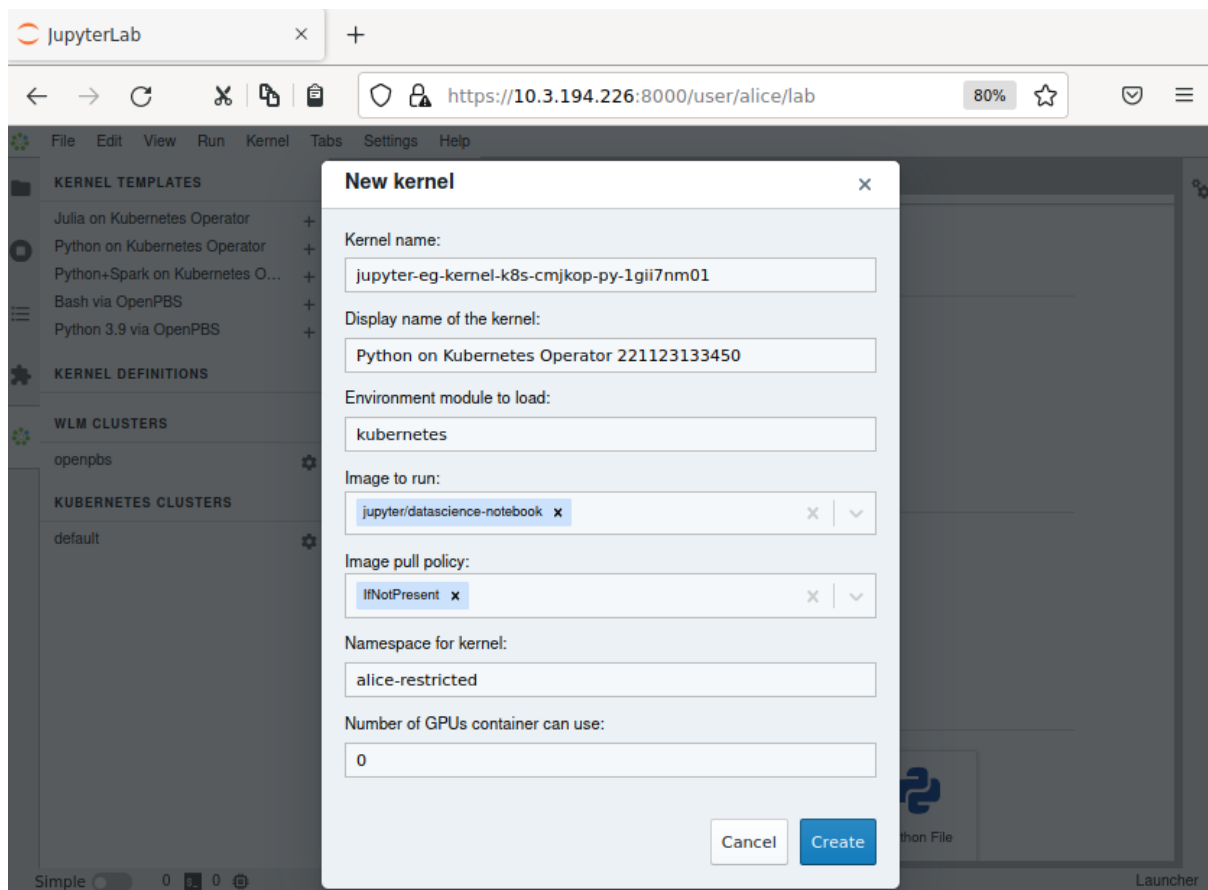 JupyterLab
https://10.3.194.226:8000/user/alice/lab
80%
File Edit View Run Kernel Tabs Settings Help
KERNEL TEMPLATES
Julia on Kubernetes Operator
Python on Kubernetes Operator
Python+Spark on Kubernetes O...
Bash via OpenPBS
Python 3.9 via OpenPBS
KERNEL DEFINITIONS
WLM CLUSTERS
openpbs
KUBERNETES CLUSTERS
default
New kernel
Kernel name:
jupyter-eg-kernel-k8s-cmjkop-py-1gii7nm01
Display name of the kernel:
Python on Kubernetes Operator 221123133450
Environment module to load:
kubernetes
Image to run:
jupyter/datascience-notebook
Image pull policy:
IfNotPresent
Namespace for kernel:
alice-restricted
Number of GPUs container can use:
0
Cancel Create
thon File
Simple 0 0 Launcher